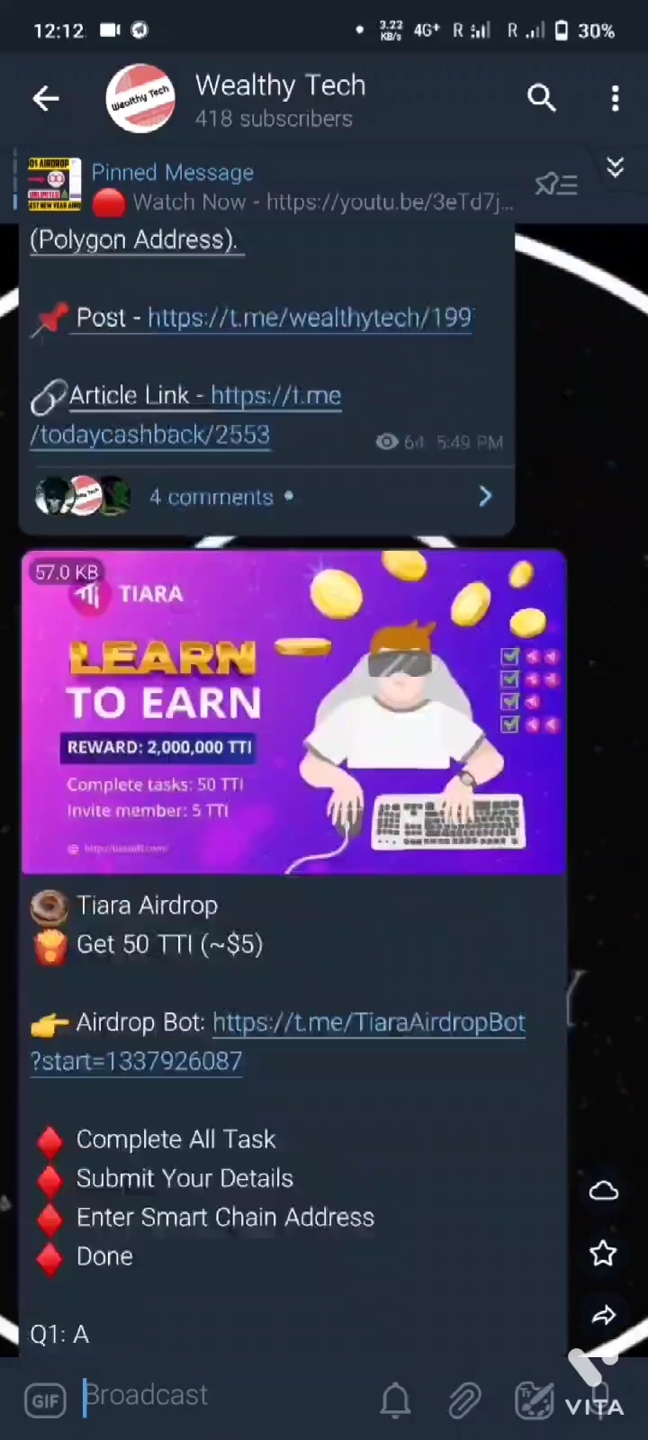 12:12 3.22 KB/s 4G+ R R 30%
Wealthy Tech
418 subscribers
Pinned Message
Watch Now - https://youtu.be/3eTd7j...
(Polygon Address).
Post - https://t.me/wealthytech/199
Article Link - https://t.me
/todaycashback/2553
64 5:49 PM
4 comments
57.0 KB
TIARA
LEARN
TO EARN
REWARD: 2,000,000 TTI
Complete tasks: 50 TTI
Invite member: 5 TTI
Tiara Airdrop
Get 50 TTI (~$5)
Airdrop Bot: https://t.me/TiaraAirdropBot
?start=1337926087
Complete All Task
Submit Your Details
Enter Smart Chain Address
Done
Q1: A
GIF Broadcast
VITA